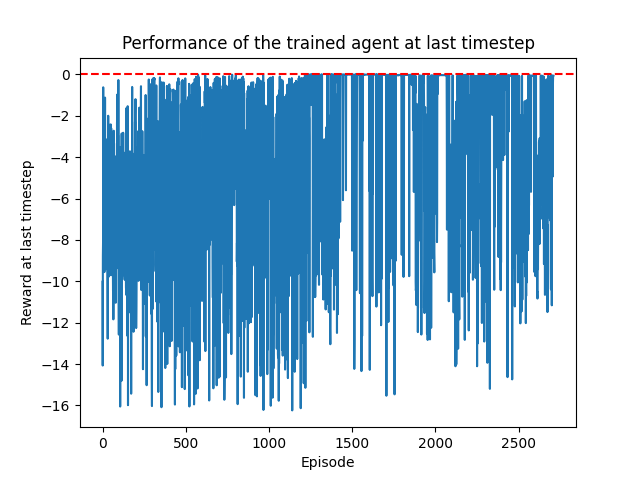 Performance of the trained agent at last timestep
0
−2
−4
−6
−8
−10
−12
−14
−16
Reward at last timestep
0 500 1000 1500 2000 2500
Episode